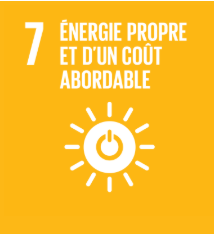 7 ÉNERGIE PROPRE
ET D'UN COÛT
ABORDABLE